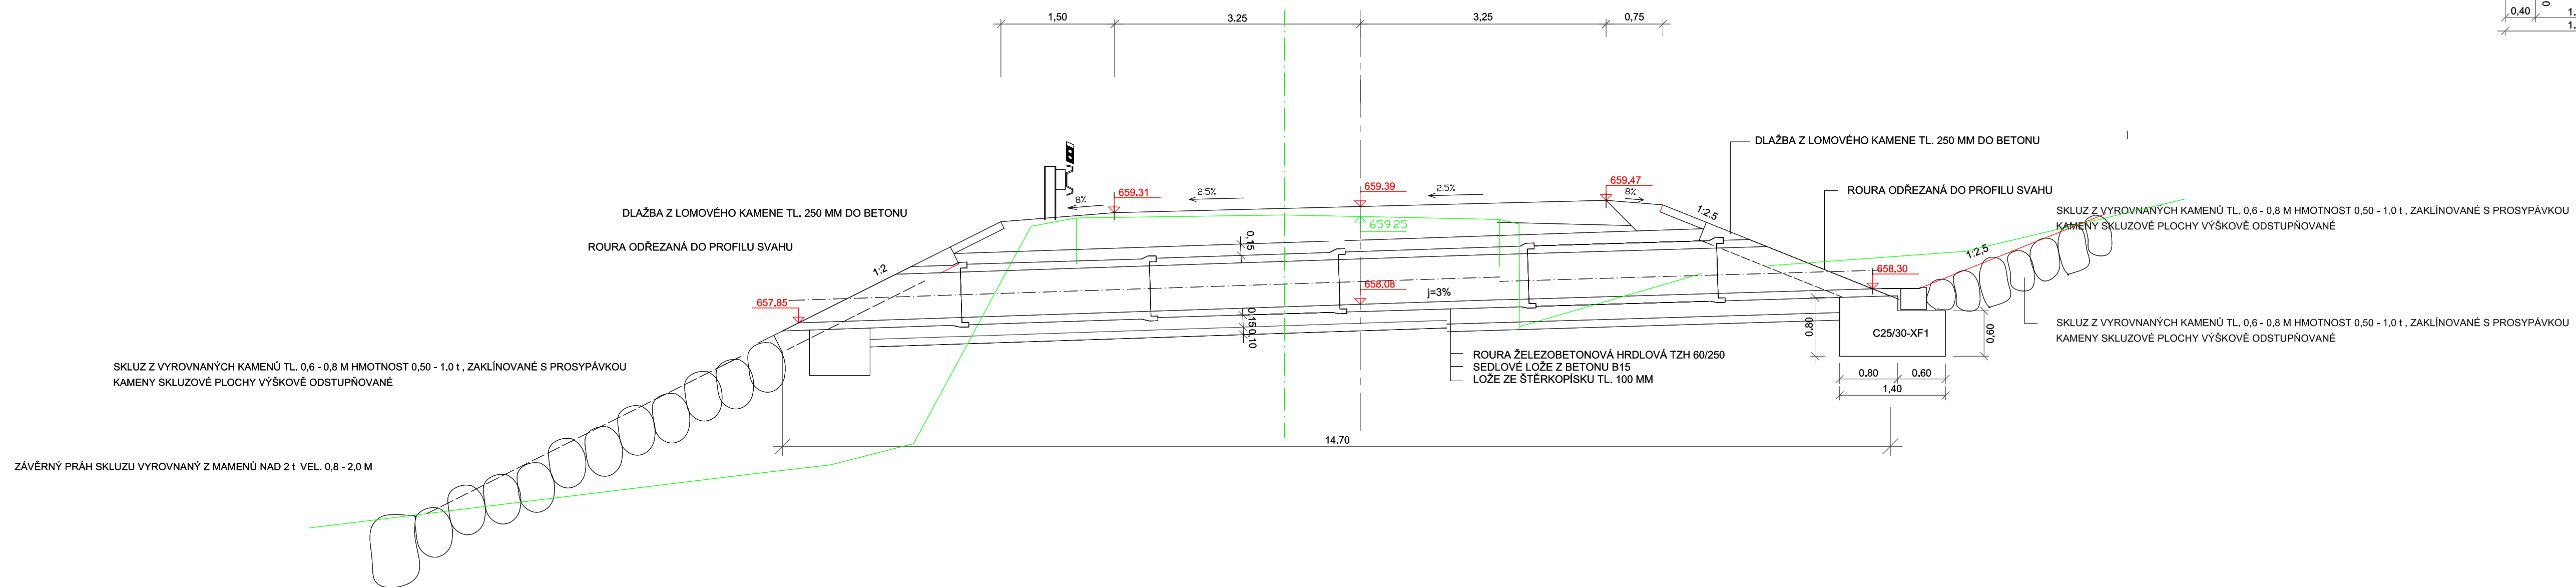 1,50
3.25
3,25
0,75
0,40
0
1.
1.
DLAŽBA Z LOMOVÉHO KAMENE TL. 250 MM DO BETONU
659.31
659.39
659.47
8%
2.5%
2.5%
8%
ROURA ODŘEZANÁ DO PROFILU SVAHU
DLAŽBA Z LOMOVÉHO KAMENE TL. 250 MM DO BETONU
1:2.5
SKLUZ Z VYROVNANÝCH KAMENŮ TL, 0,6 - 0,8 M HMOTNOST 0,50 - 1,0 t , ZAKLÍNOVANÉ S PROSYPÁVKOU
KAMENY SKLUZOVÉ PLOCHY VÝŠKOVĚ ODSTUPŇOVANÉ
659.25
ROURA ODŘEZANÁ DO PROFILU SVAHU
0,15
1:2,5
1:2
658.30
658.08
j=3%
657.85
0,15
0,10
0,80
C25/30-XF1
0,60
SKLUZ Z VYROVNANÝCH KAMENŮ TL, 0,6 - 0,8 M HMOTNOST 0,50 - 1,0 t , ZAKLÍNOVANÉ S PROSYPÁVKOU
KAMENY SKLUZOVÉ PLOCHY VÝŠKOVĚ ODSTUPŇOVANÉ
ROURA ŽELEZOBETONOVÁ HRDLOVÁ TZH 60/250
SEDLOVÉ LOŽE Z BETONU B15
LOŽE ZE ŠTĚRKOPÍSKU TL. 100 MM
SKLUZ Z VYROVNANÝCH KAMENŮ TL. 0,6 - 0,8 M HMOTNOST 0,50 - 1.0 t , ZAKLÍNOVANÉ S PROSYPÁVKOU
KAMENY SKLUZOVÉ PLOCHY VÝŠKOVĚ ODSTUPŇOVANÉ
0.80
0.60
1,40
14.70
ZÁVĚRNÝ PRÁH SKLUZU VYROVNANÝ Z MAMENŮ NAD 2 t VEL. 0,8 - 2,0 M